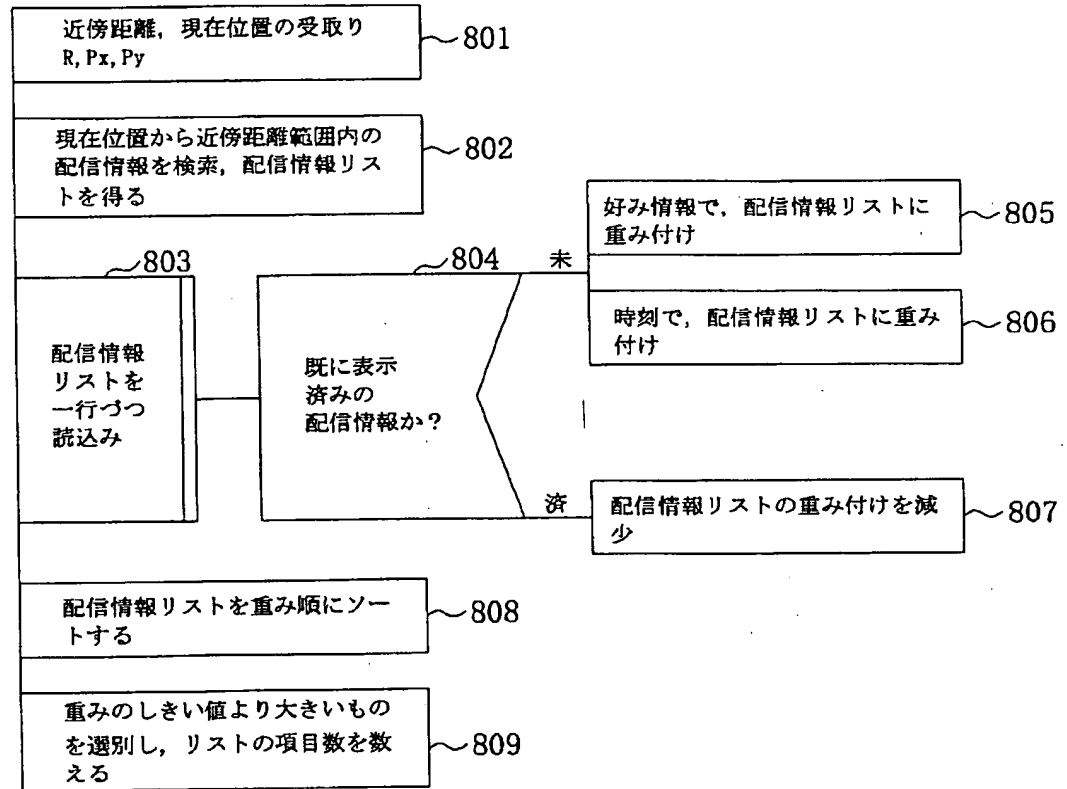 近傍距離，現在位置の受取り
R,Px,Py
801
現在位置から近傍距離範囲内の
配信情報を検索，配信情報リス
トを得る
802
803
配信情報
リストを
一行づつ
読込み
804
既に表示
済みの
配信情報か？
未
好み情報で，配信情報リストに
重み付け
805
時刻で，配信情報リストに重み
付け
806
済
配信情報リストの重み付けを減
少
807
配信情報リストを重み順にソー
トする
808
重みのしきい値より大きいもの
を選別し，リストの項目数を数
える
809